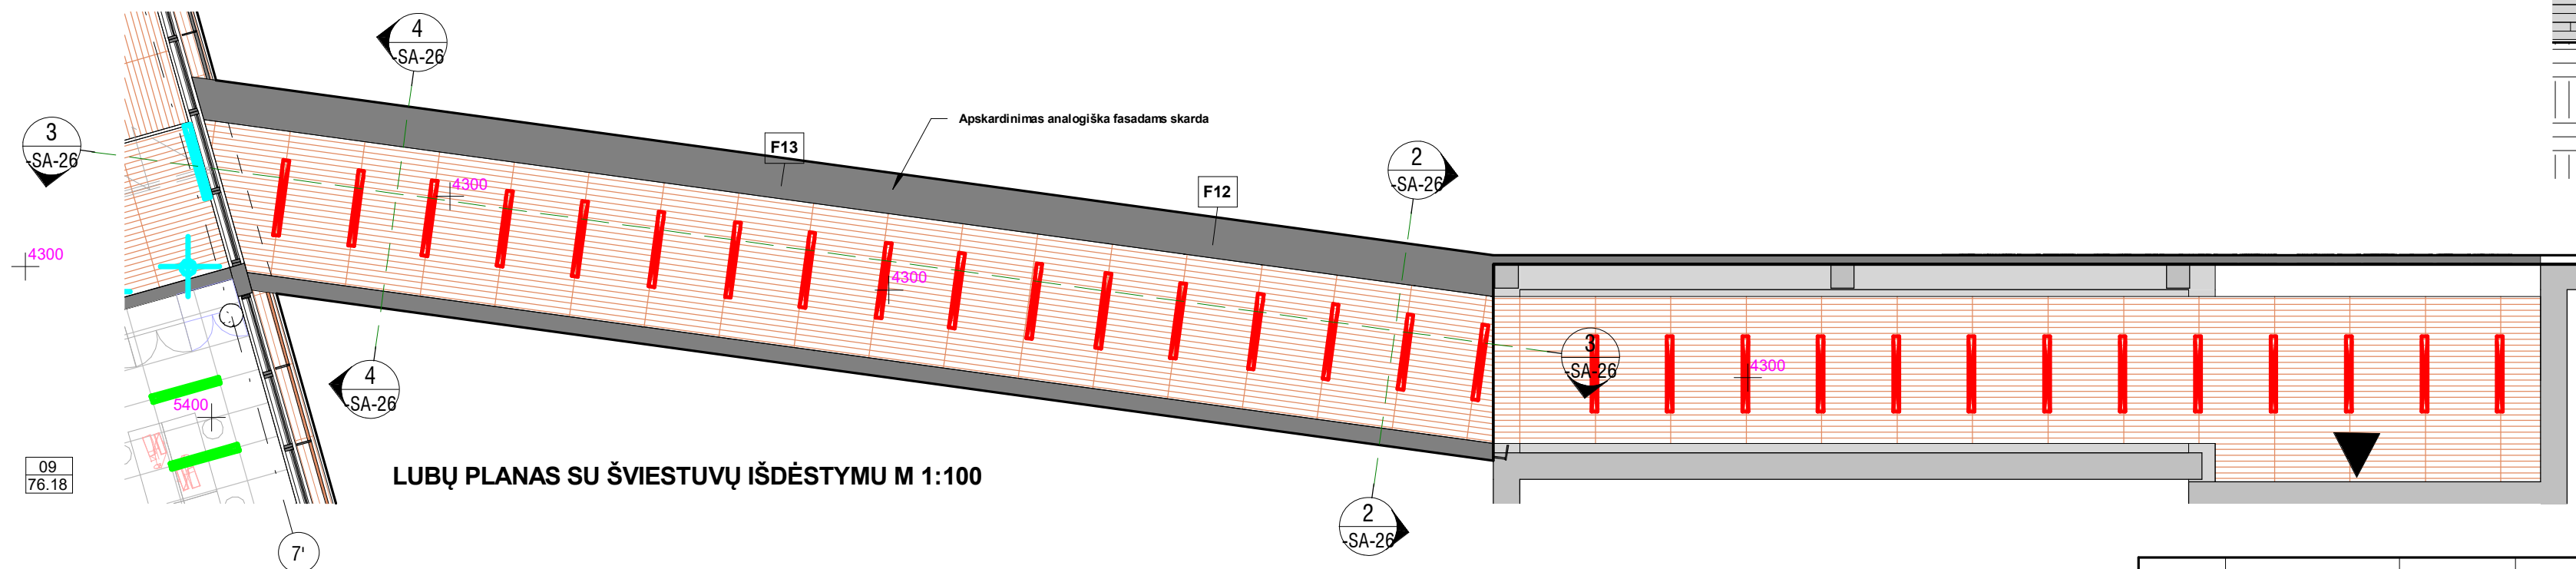 4
-SA-26
3
-SA-26
Apskardinimas analogiška fasadams skarda
F13
2
-SA-26
F12
4300
4300
4300
3
-SA-26
4300
4
-SA-26
5400
09
76.18
LUBŲ PLANAS SU ŠVIESTUVŲ IŠDĖSTYMU M 1:100
2
-SA-26
7'